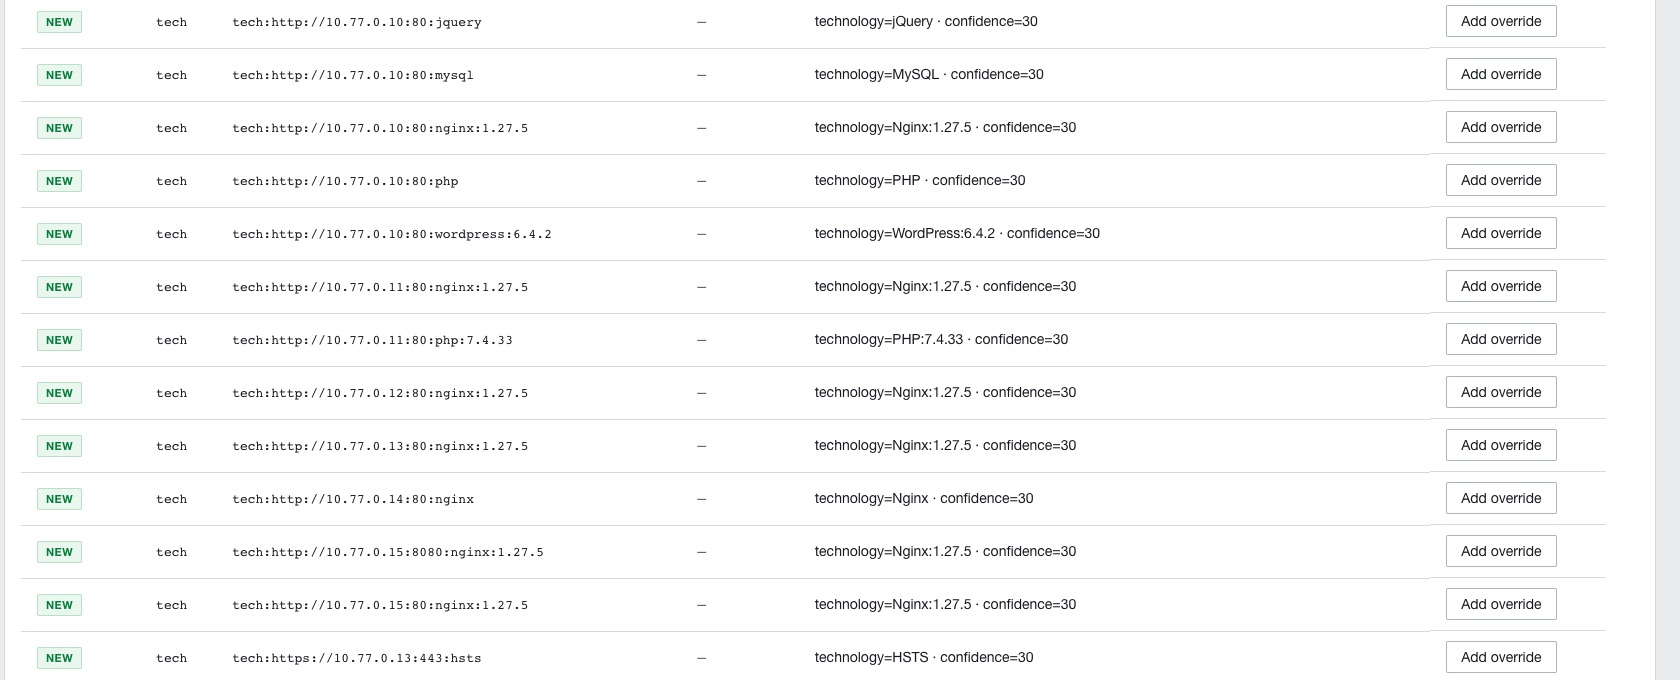 NEW tech tech:http://10.77.0.10:80:jquery — technology=jQuery · confidence=30 Add override
NEW tech tech:http://10.77.0.10:80:mysql — technology=MySQL · confidence=30 Add override
NEW tech tech:http://10.77.0.10:80:nginx:1.27.5 — technology=Nginx:1.27.5 · confidence=30 Add override
NEW tech tech:http://10.77.0.10:80:php — technology=PHP · confidence=30 Add override
NEW tech tech:http://10.77.0.10:80:wordpress:6.4.2 — technology=WordPress:6.4.2 · confidence=30 Add override
NEW tech tech:http://10.77.0.11:80:nginx:1.27.5 — technology=Nginx:1.27.5 · confidence=30 Add override
NEW tech tech:http://10.77.0.11:80:php:7.4.33 — technology=PHP:7.4.33 · confidence=30 Add override
NEW tech tech:http://10.77.0.12:80:nginx:1.27.5 — technology=Nginx:1.27.5 · confidence=30 Add override
NEW tech tech:http://10.77.0.13:80:nginx:1.27.5 — technology=Nginx:1.27.5 · confidence=30 Add override
NEW tech tech:http://10.77.0.14:80:nginx — technology=Nginx · confidence=30 Add override
NEW tech tech:http://10.77.0.15:8080:nginx:1.27.5 — technology=Nginx:1.27.5 · confidence=30 Add override
NEW tech tech:http://10.77.0.15:80:nginx:1.27.5 — technology=Nginx:1.27.5 · confidence=30 Add override
NEW tech tech:https://10.77.0.13:443:hsts — technology=HSTS · confidence=30 Add override